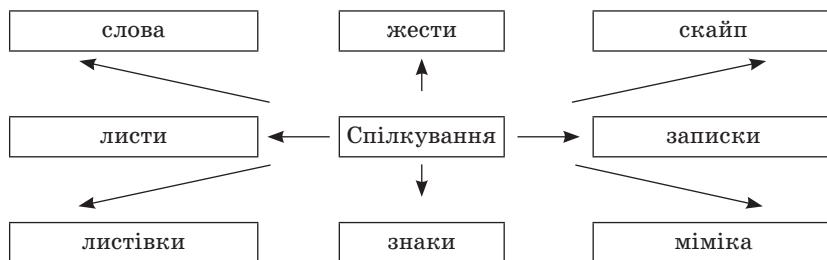 слова жести скайп
листи Спілкування записки
листівки знаки міміка